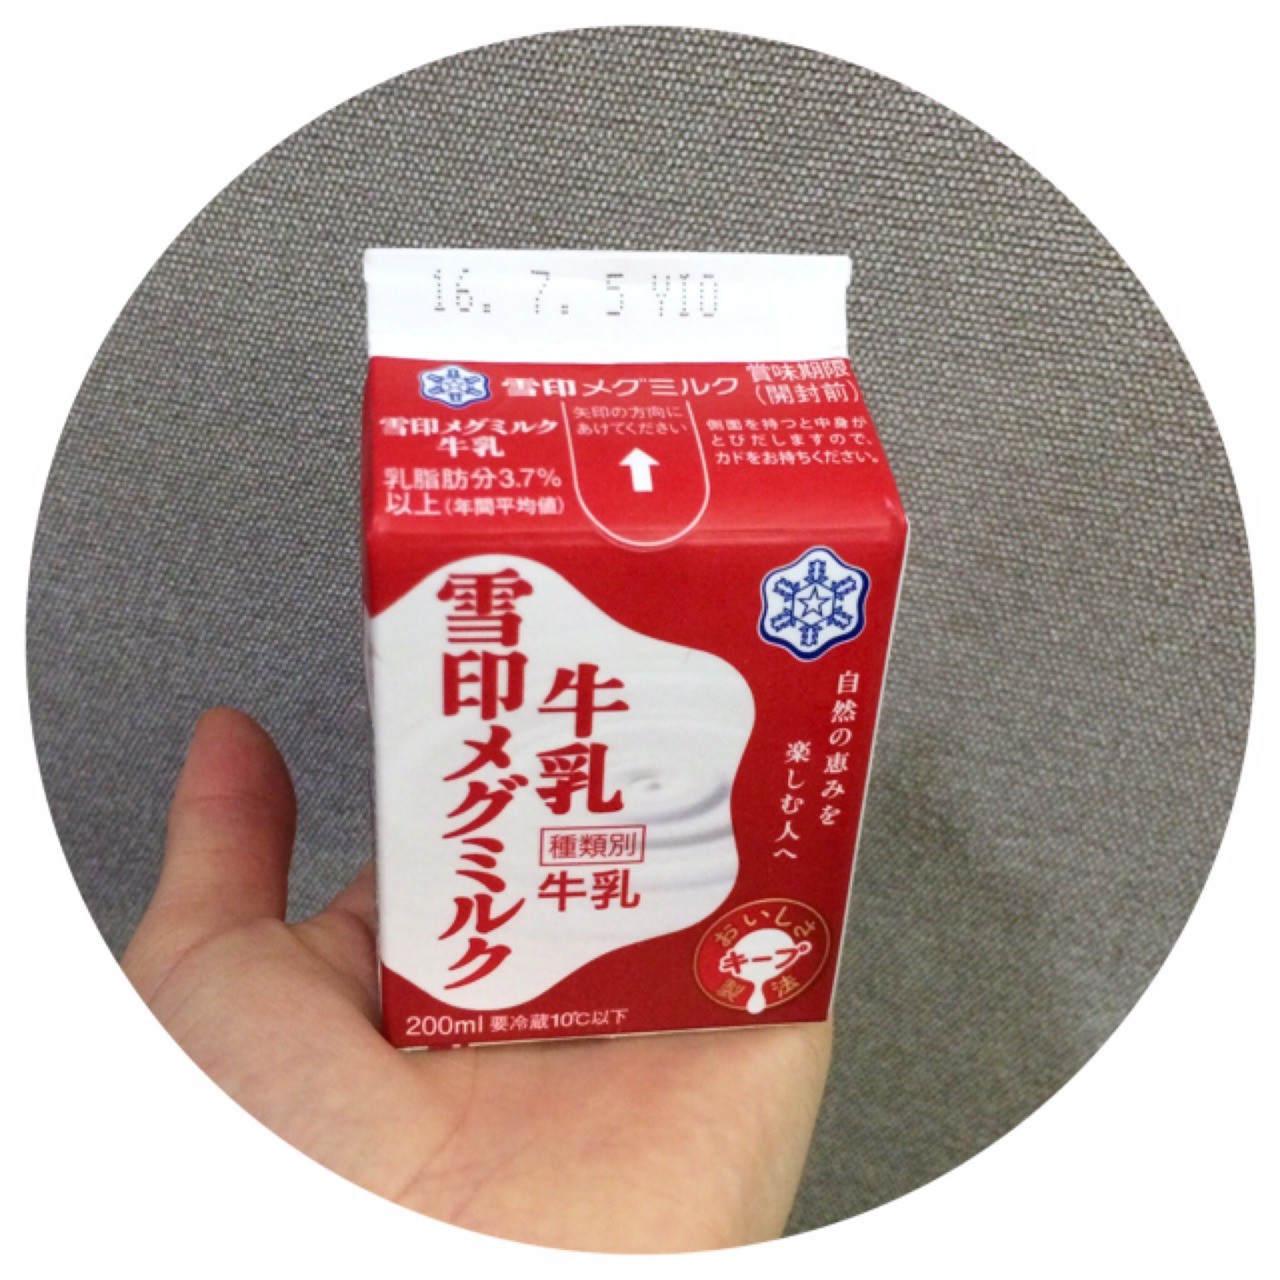 16. 7. 5 YIO
雪印メグミルク
賞味期限
(開封前)
雪印メグミルク
牛乳
乳脂肪分3.7%
以上(年間平均値)
矢印の方向に
あけてください
側面を持つと中身が
とびだしますので、
カドをお持ちください。
牛乳
雪印メグミルク
種類別
牛乳
自然の恵みを
楽しむ人へ
おいしさ
キープ
製法
200ml 要冷蔵10℃以下